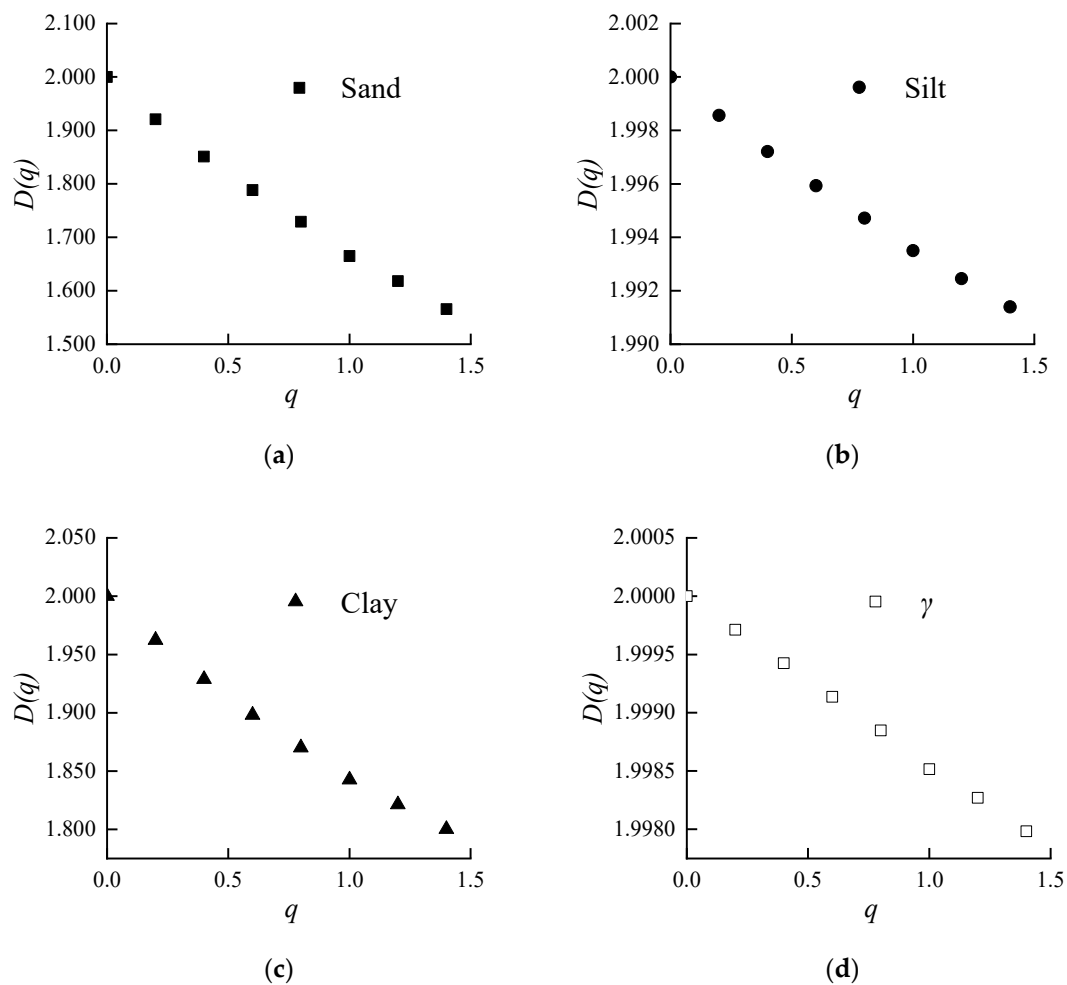 2.100
2.000
1.900
1.800
1.700
1.600
1.500
D(q)
Sand
0.0 0.5 1.0 1.5
q
(a)
2.002
2.000
1.998
1.996
1.994
1.992
1.990
D(q)
Silt
0.0 0.5 1.0 1.5
q
(b)
2.050
2.000
1.950
1.900
1.850
1.800
D(q)
Clay
0.0 0.5 1.0 1.5
q
(c)
2.0005
2.0000
1.9995
1.9990
1.9985
1.9980
D(q)
γ
0.0 0.5 1.0 1.5
q
(d)